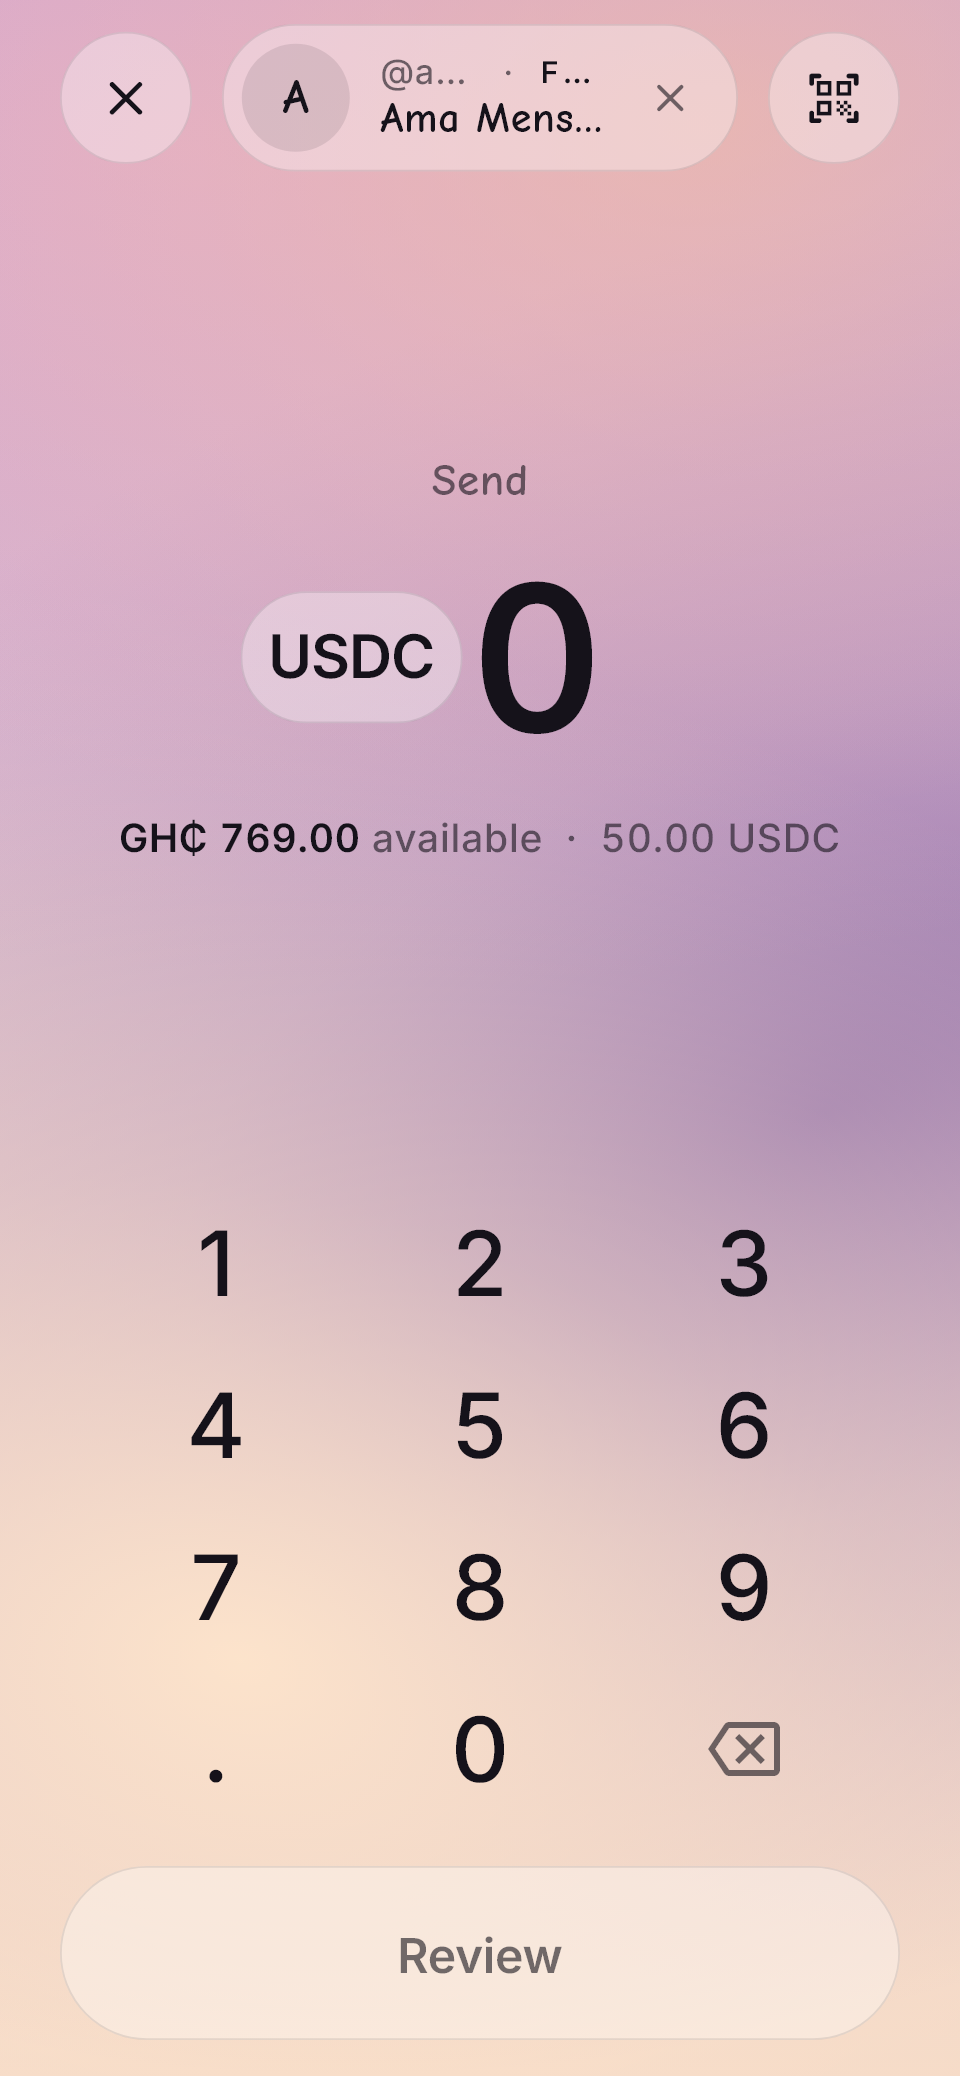 A
@a... · F...
Ama Mens...
Send
USDC 0
GH₵ 769.00 available · 50.00 USDC
1 2 3
4 5 6
7 8 9
. 0
Review